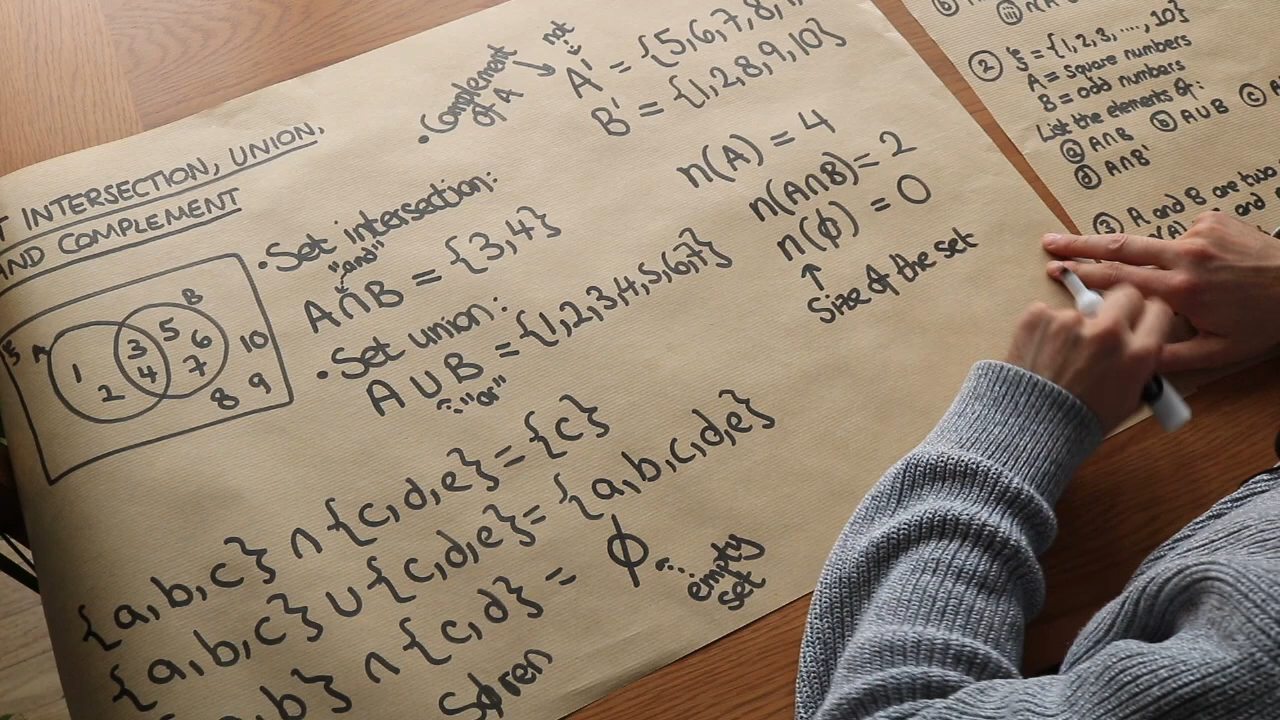 INTERSECTION, UNION,
AND COMPLEMENT
ξ
A
B
1
2
3
4
5
6
7
8
9
10
• Set intersection:
"and"
A∩B = {3,4}
• Set union:
A∪B = {1,2,3,4,5,6,7}
"or"
{a,b,c} ∩ {c,d,e} = {c}
{a,b,c} ∪ {c,d,e} = {a,b,c,d,e}
b} ∩ {c,d} = ϕ
empty
set
Sϕren
• Complement
of A
not
A' = {5,6,7,8,
B' = {1,2,8,9,10}
n(A) = 4
n(A∩B) = 2
n(ϕ) = 0
↑
Size of the set
b
iii
② ξ = {1,2,3,....,10}
A = square numbers
B = odd numbers
List the elements of:
ⓐ A∩B ⓑ A∪B ⓒ A
ⓓ A∩B'
③ A and B are two
and